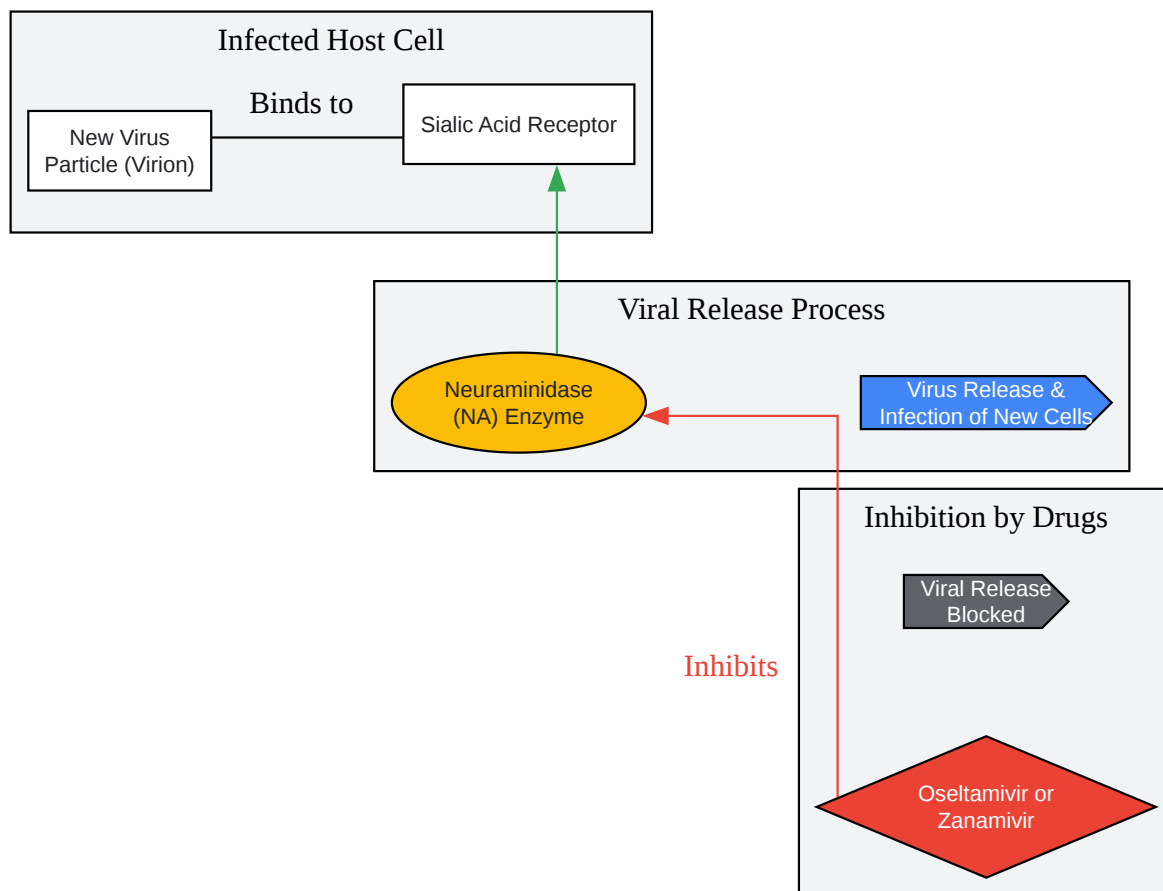 Infected Host Cell
Binds to
New Virus
Particle (Virion)
Sialic Acid Receptor
Viral Release Process
Neuraminidase
(NA) Enzyme
Virus Release &
Infection of New Cells
Inhibition by Drugs
Viral Release
Blocked
Inhibits
Oseltamivir or
Zanamivir